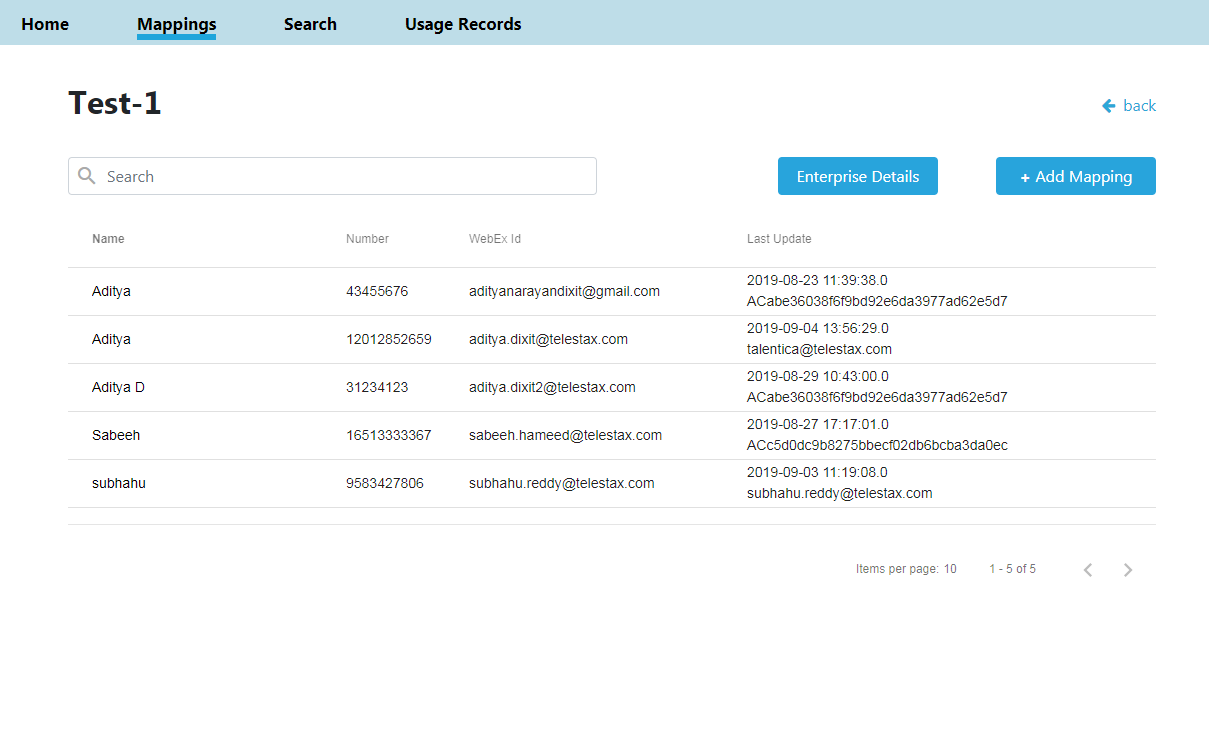 Home Mappings Search Usage Records
Test-1
back
Search
Enterprise Details
+ Add Mapping
Name Number WebEx Id Last Update
Aditya 43455676 adityanarayandixit@gmail.com 2019-08-23 11:39:38.0
ACabe36038f6f9bd92e6da3977ad62e5d7
Aditya 12012852659 aditya.dixit@telestax.com 2019-09-04 13:56:29.0
talentica@telestax.com
Aditya D 31234123 aditya.dixit2@telestax.com 2019-08-29 10:43:00.0
ACabe36038f6f9bd92e6da3977ad62e5d7
Sabeeh 16513333367 sabeeh.hameed@telestax.com 2019-08-27 17:17:01.0
ACc5d0dc9b8275bbecf02db6bcba3da0ec
subhahu 9583427806 subhahu.reddy@telestax.com 2019-09-03 11:19:08.0
subhahu.reddy@telestax.com
Items per page: 10 1 - 5 of 5